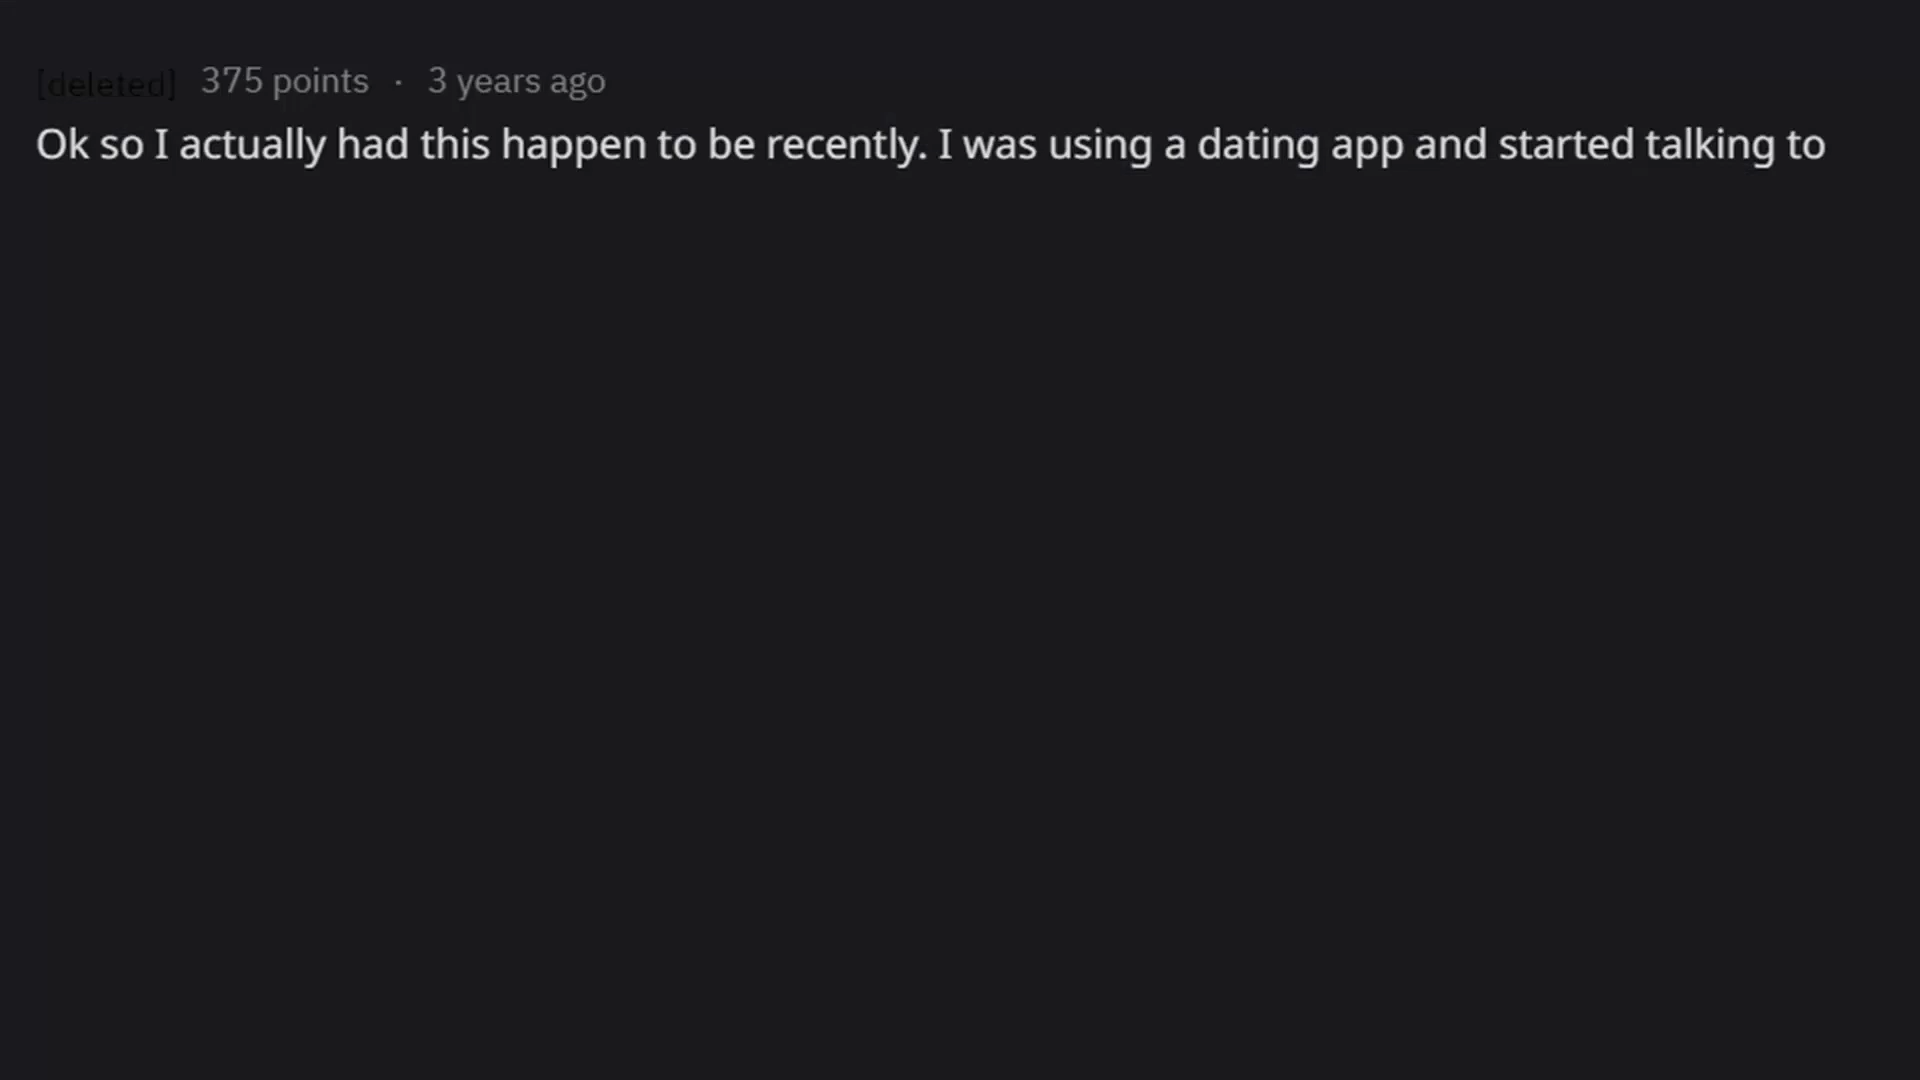 [deleted] 375 points · 3 years ago
Ok so I actually had this happen to be recently. I was using a dating app and started talking to